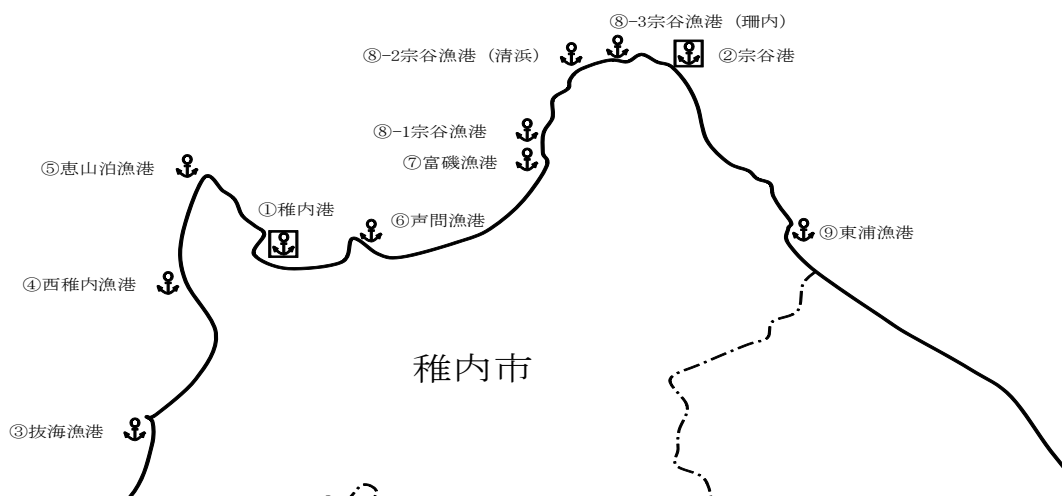 ⑧-3宗谷漁港（珊内）
⑧-2宗谷漁港（清浜）
②宗谷港
⑧-1宗谷漁港
⑦富磯漁港
⑤恵山泊漁港
①稚内港
⑥声問漁港
⑨東浦漁港
④西稚内漁港
稚内市
③抜海漁港